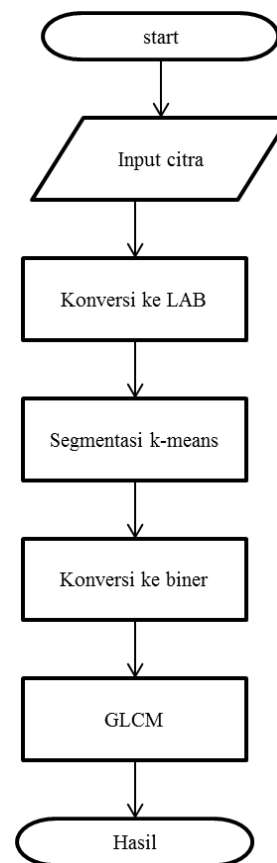 start
Input citra
Konversi ke LAB
Segmentasi k-means
Konversi ke biner
GLCM
Hasil